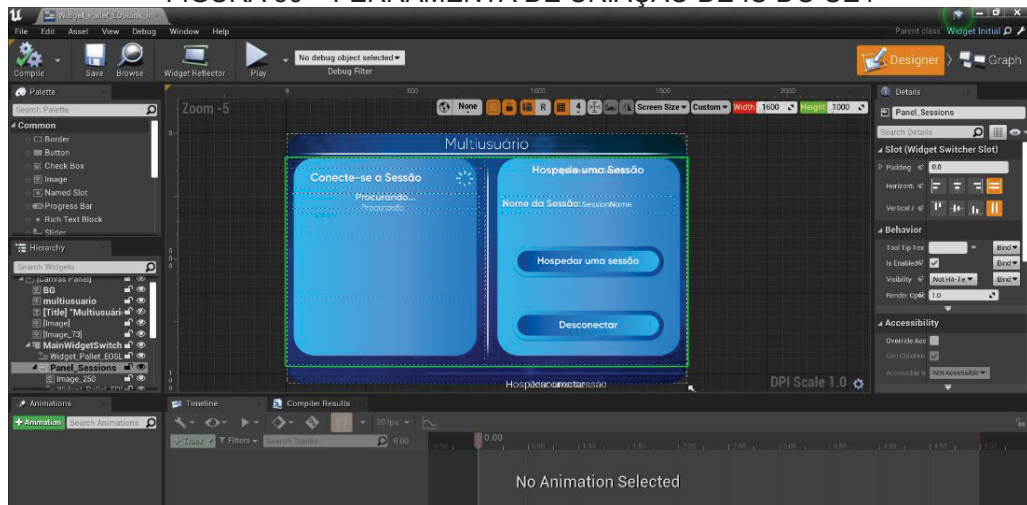 Widget_Pallet_EOSLink_In
File Edit Asset View Debug Window Help
Parent class: Widget Initial
Compile
Save
Browse
Widget Reflector
Play
No debug object selected
Debug Filter
Designer
Graph
Palette
Search Palette
Common
Border
Button
Check Box
Image
Named Slot
Progress Bar
Rich Text Block
Slider
Hierarchy
Search Widgets
[Canvas Panel]
BG
multiusuario
[Title] "Multiusuári
[Image]
[Image_73]
MainWidgetSwitch
Widget_Pallet_EOSL
Panel_Sessions
Image_250
Zoom -5
0 500 1000 1500 2000
None
R
4
Screen Size
Custom
Width 1600
Height 1000
Multiusuário
Conecte-se a Sessão
Procurando...
Procurando
Hospede uma Sessão
Nome da Sessão: SessionName
Hospedar uma sessão
Desconectar
DPI Scale 1.0
Details
Panel_Sessions
Search Details
Slot (Widget Switcher Slot)
Padding 0.0
Horizont
Vertical
Behavior
Tool Tip Tex
Bind
Is Enabled
Bind
Visibility
Not Hit-Te
Bind
Render Opac 1.0
Accessibility
Override Acc
Can Children
Accessible
Not Accessible
Animations
+ Animation
Search Animations
Timeline
Compiler Results
20 fps
+ Track
Filters
Search Tracks
0.00
0.00
No Animation Selected